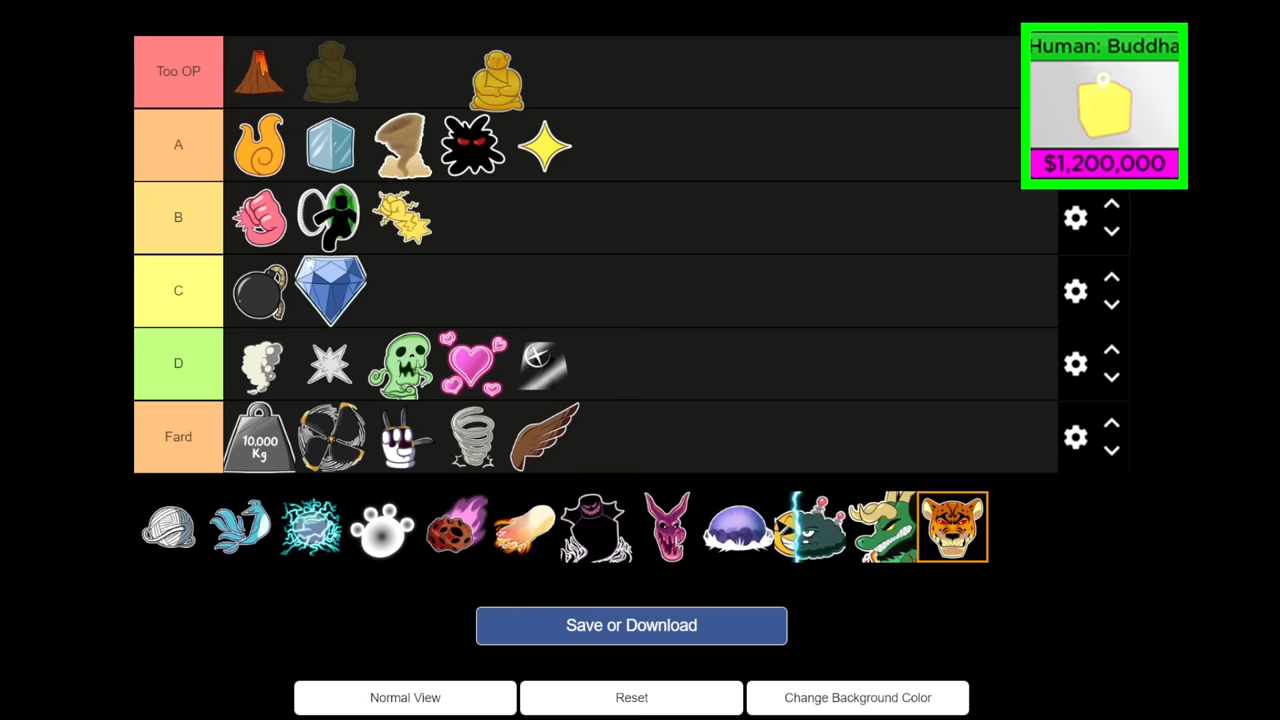 Too OP
Human: Buddha
$1,200,000
A
B
C
D
Fard
10,000
Kg
Save or Download
Normal View
Reset
Change Background Color